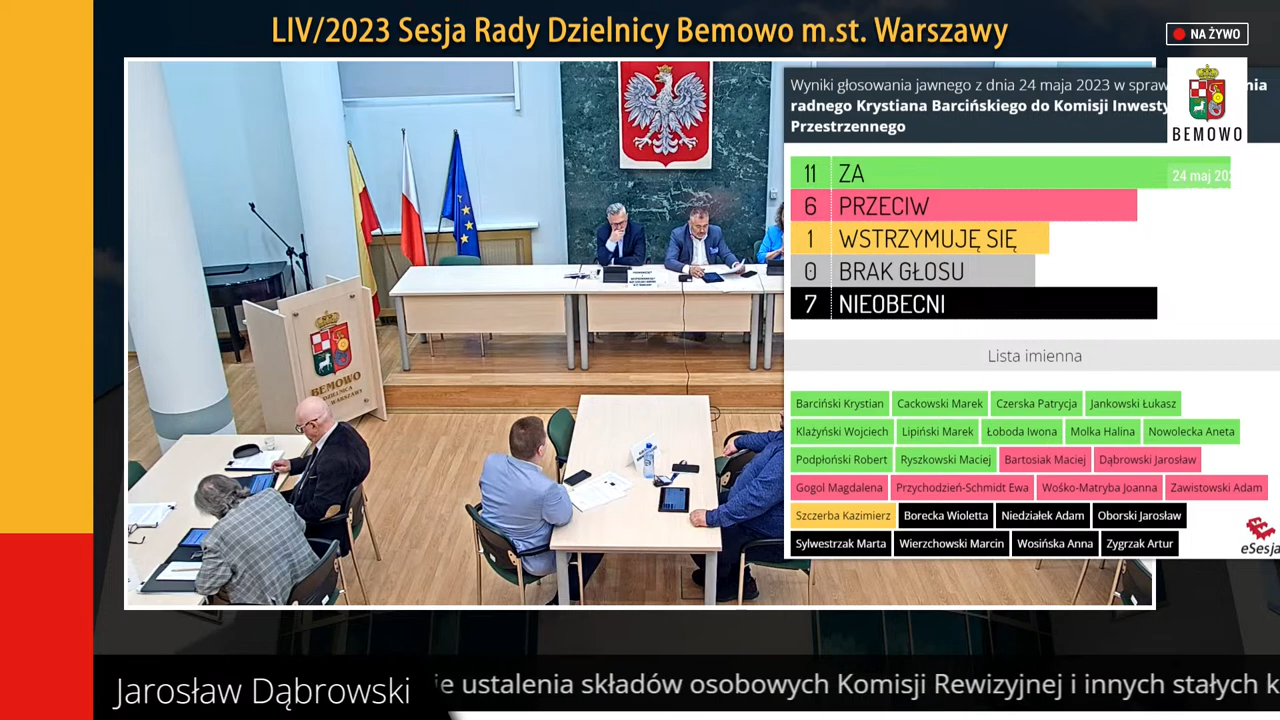 LIV/2023 Sesja Rady Dzielnicy Bemowo m.st. Warszawy
NA ŻYWO
Wyniki głosowania jawnego z dnia 24 maja 2023 w spraw
radnego Krystiana Barcińskiego do Komisji Inwesty
Przestrzennego
BEMOWO
11 ZA
24 maj 202
6 PRZECIW
1 WSTRZYMUJĘ SIĘ
0 BRAK GŁOSU
7 NIEOBECNI
Lista imienna
Barciński Krystian Cackowski Marek Czerska Patrycja Jankowski Łukasz
Klażyński Wojciech Lipiński Marek Łoboda Iwona Molka Halina Nowolecka Aneta
Podpłoński Robert Ryszkowski Maciej Bartosiak Maciej Dąbrowski Jarosław
Gogol Magdalena Przychodzień-Schmidt Ewa Wośko-Matryba Joanna Zawistowski Adam
Szczerba Kazimierz Borecka Wioletta Niedziałek Adam Oborski Jarosław
Sylwestrzak Marta Wierzchowski Marcin Wosińska Anna Zygrzak Artur
eSesja
BEMOWO
DZIELNICA
WARSZAWY
Jarosław Dąbrowski
ie ustalenia składów osobowych Komisji Rewizyjnej i innych stałych k